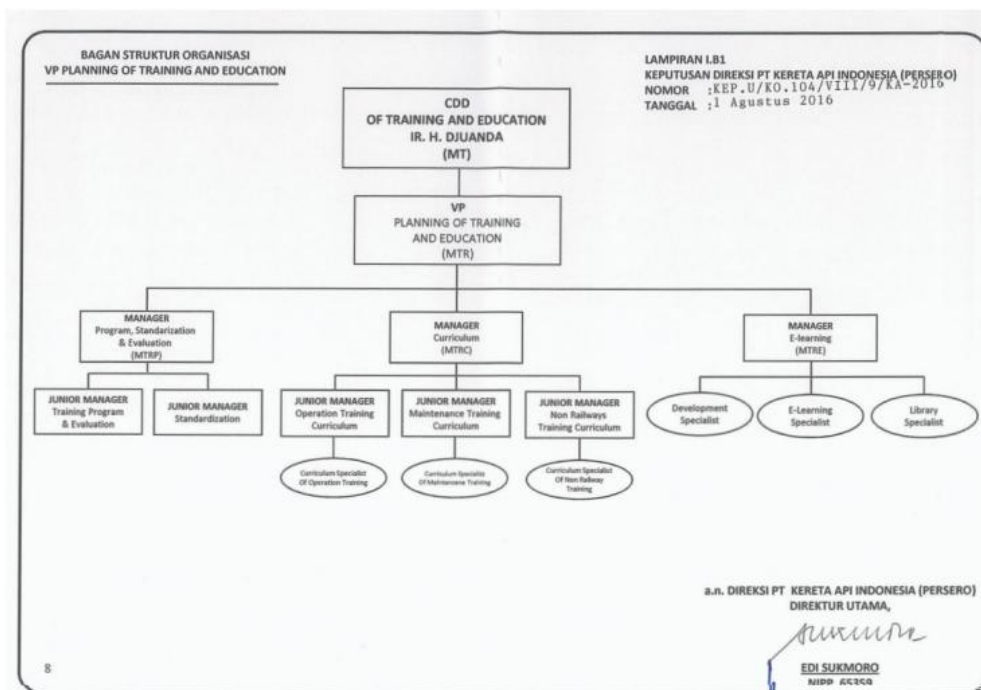 BAGAN STRUKTUR ORGANISASI
VP PLANNING OF TRAINING AND EDUCATION
LAMPIRAN I.B1
KEPUTUSAN DIREKSI PT KERETA API INDONESIA (PERSERO)
NOMOR :KEP.U/KO.104/VIII/9/KA-2016
TANGGAL :1 Agustus 2016
CDD
OF TRAINING AND EDUCATION
IR. H. DJUANDA
(MT)
VP
PLANNING OF TRAINING
AND EDUCATION
(MTR)
MANAGER
Program, Standarization
& Evaluation
(MTRP)
MANAGER
Curriculum
(MTRC)
MANAGER
E-learning
(MTRE)
JUNIOR MANAGER
Training Program
& Evaluation
JUNIOR MANAGER
Standardization
JUNIOR MANAGER
Operation Training
Curriculum
JUNIOR MANAGER
Maintenance Training
Curriculum
JUNIOR MANAGER
Non Railways
Training Curriculum
Development
Specialist
E-Learning
Specialist
Library
Specialist
Curriculum Specialist
Of Operation Training
Curriculum Specialist
Of Maintenene Training
Curriculum Specialist
Of Non Railway
Training
a.n. DIREKSI PT KERETA API INDONESIA (PERSERO)
DIREKTUR UTAMA,
EDI SUKMORO
NIPP. 65359
8